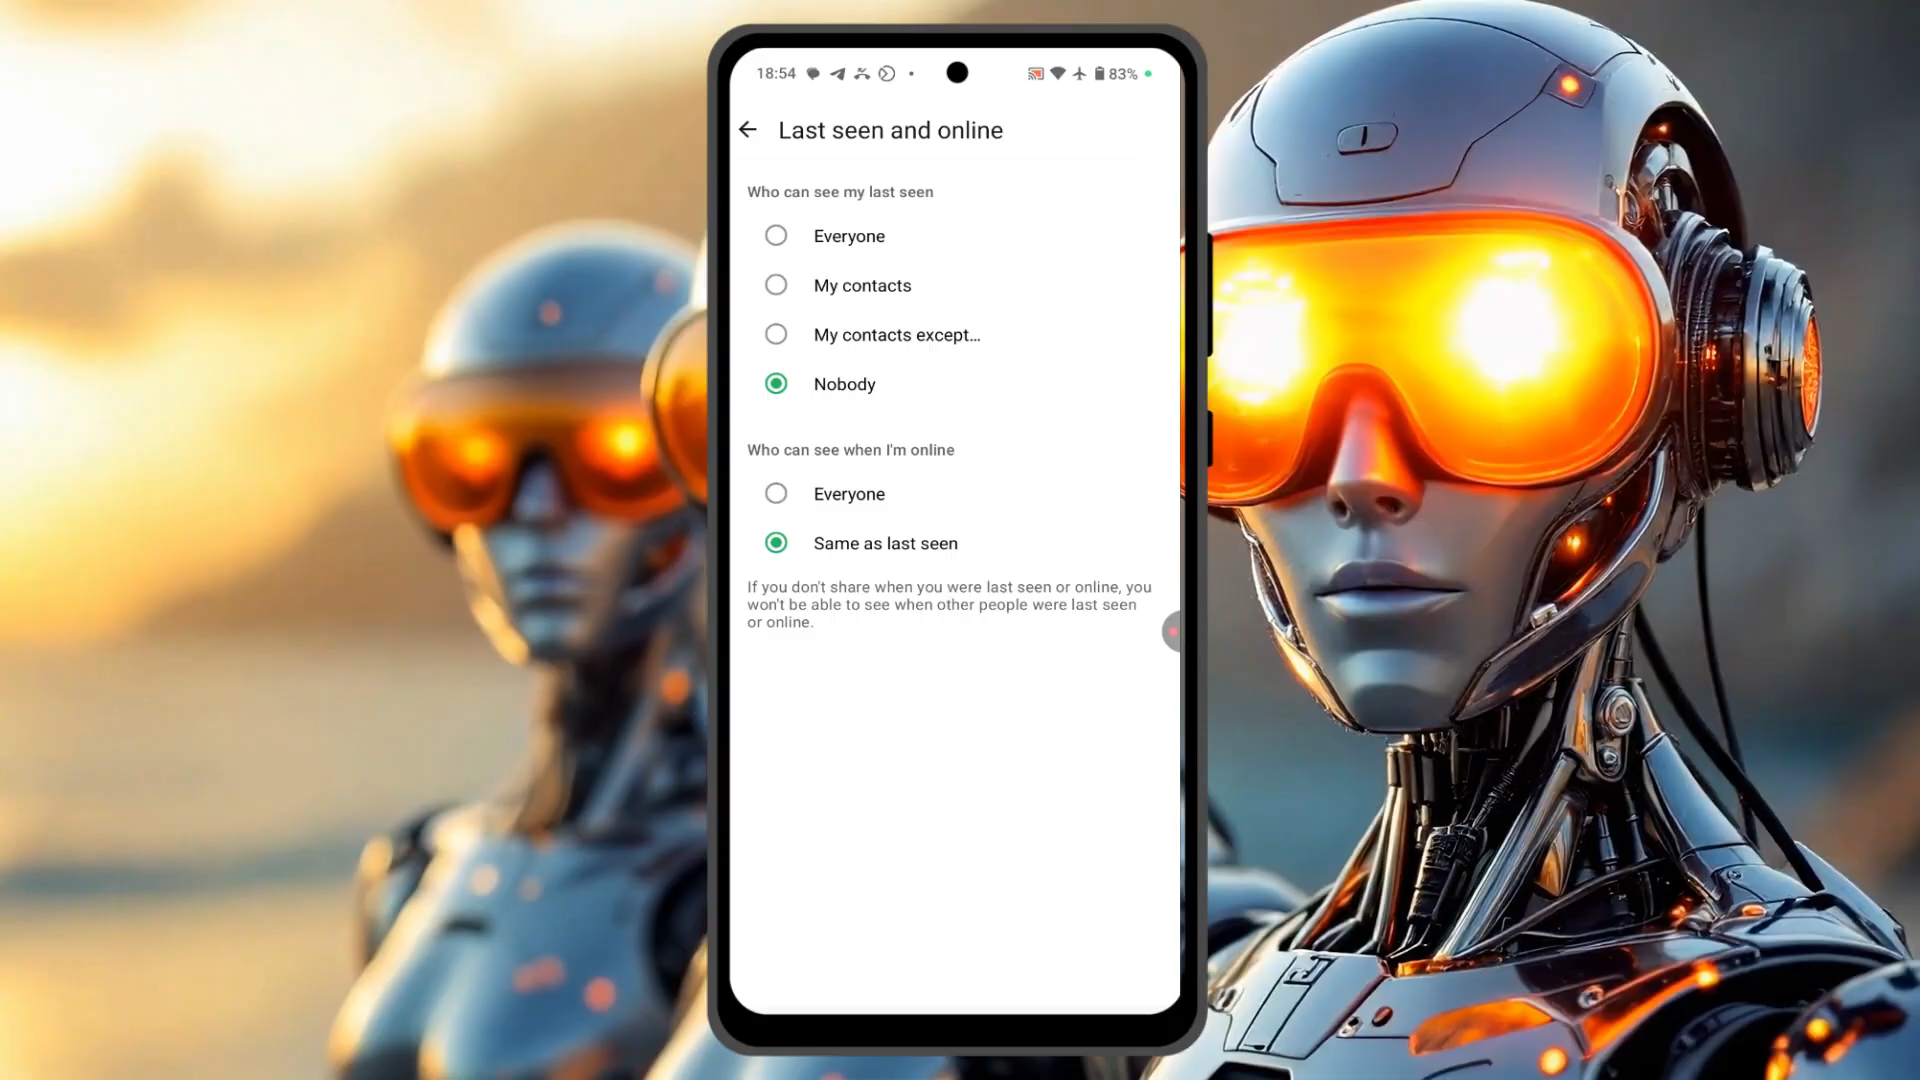 18:54
83%
Last seen and online
Who can see my last seen
Everyone
My contacts
My contacts except...
Nobody
Who can see when I'm online
Everyone
Same as last seen
If you don't share when you were last seen or online, you
won't be able to see when other people were last seen
or online.